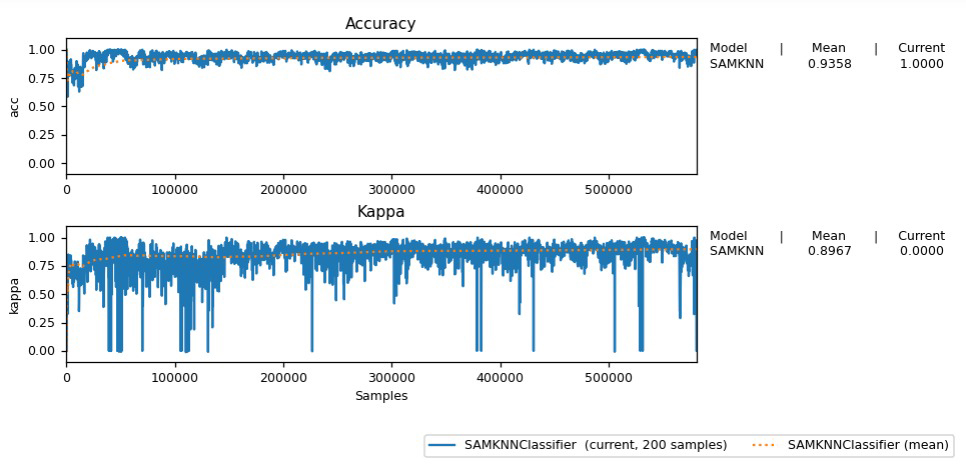 Accuracy
1.00
0.75
0.50
0.25
0.00
acc
0 100000 200000 300000 400000 500000
Model | Mean | Current
SAMKNN 0.9358 1.0000
Kappa
1.00
0.75
0.50
0.25
0.00
kappa
0 100000 200000 300000 400000 500000
Samples
Model | Mean | Current
SAMKNN 0.8967 0.0000
SAMKNNClassifier (current, 200 samples) SAMKNNClassifier (mean)